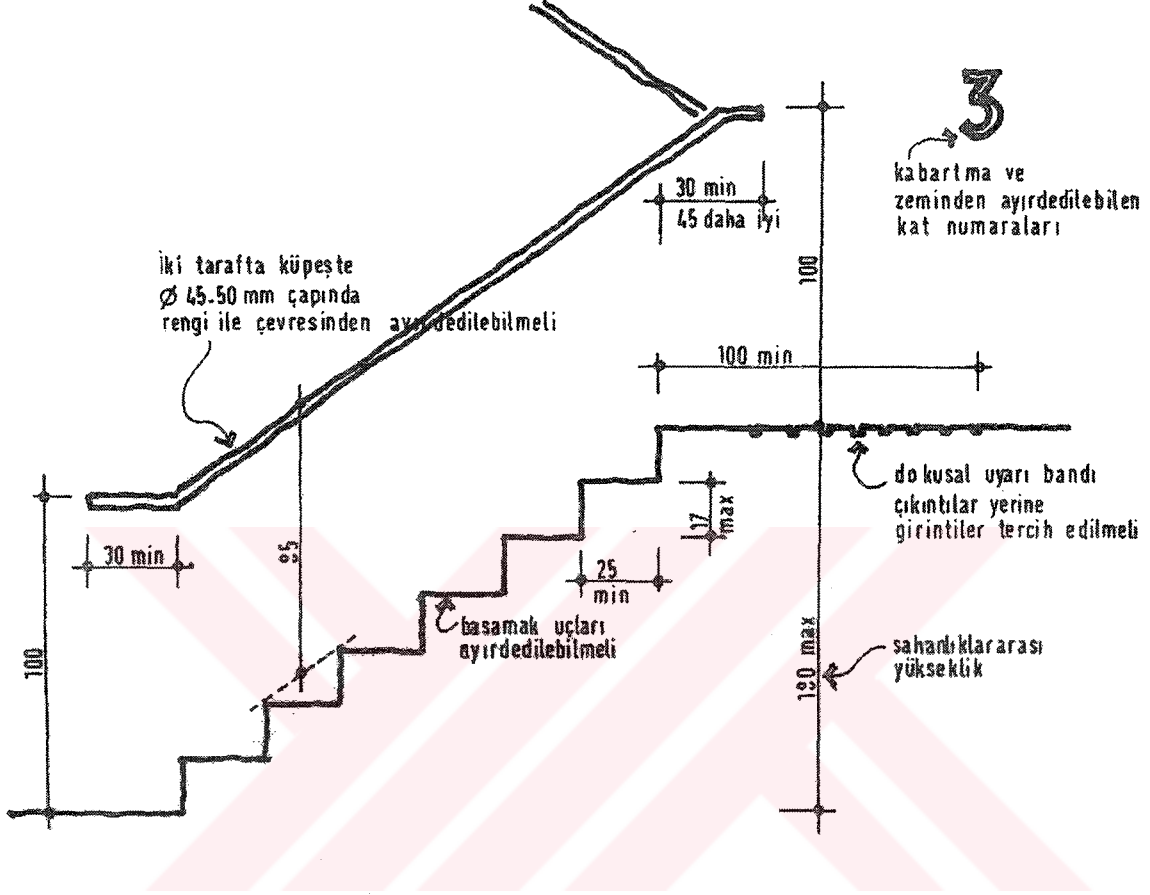 3
kabartma ve
zeminden ayırdedilebilen
kat numaraları
30 min
45 daha iyi
100
İki tarafta küpeşte
Ø 45-50 mm çapında
rengi ile çevresinden ayırdedilebilmeli
100 min
dokusal uyarı bandı
çıkıntılar yerine
girintiler tercih edilmeli
17
max
30 min
25
min
basamak uçları
ayırdedilebilmeli
100
180 max
sahanlıklararası
yükseklik